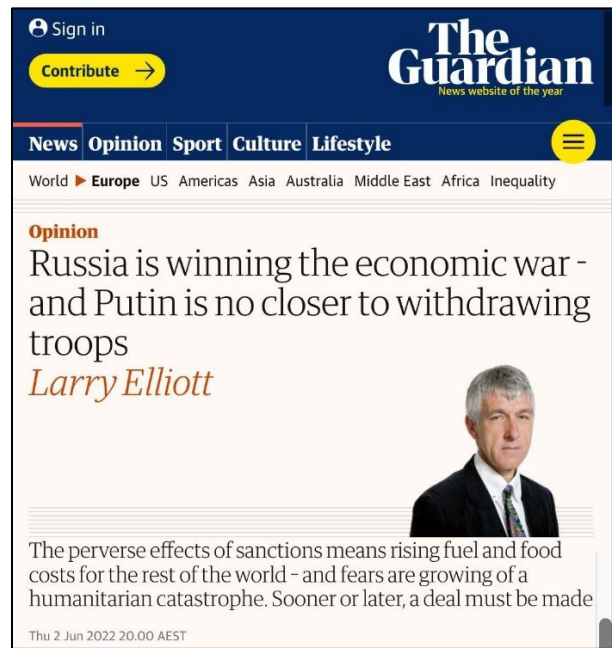 Sign in
Contribute →
The
Guardian
News website of the year
News Opinion Sport Culture Lifestyle
World ▶ Europe US Americas Asia Australia Middle East Africa Inequality
Opinion
Russia is winning the economic war -
and Putin is no closer to withdrawing
troops
Larry Elliott
The perverse effects of sanctions means rising fuel and food
costs for the rest of the world – and fears are growing of a
humanitarian catastrophe. Sooner or later, a deal must be made
Thu 2 Jun 2022 20.00 AEST